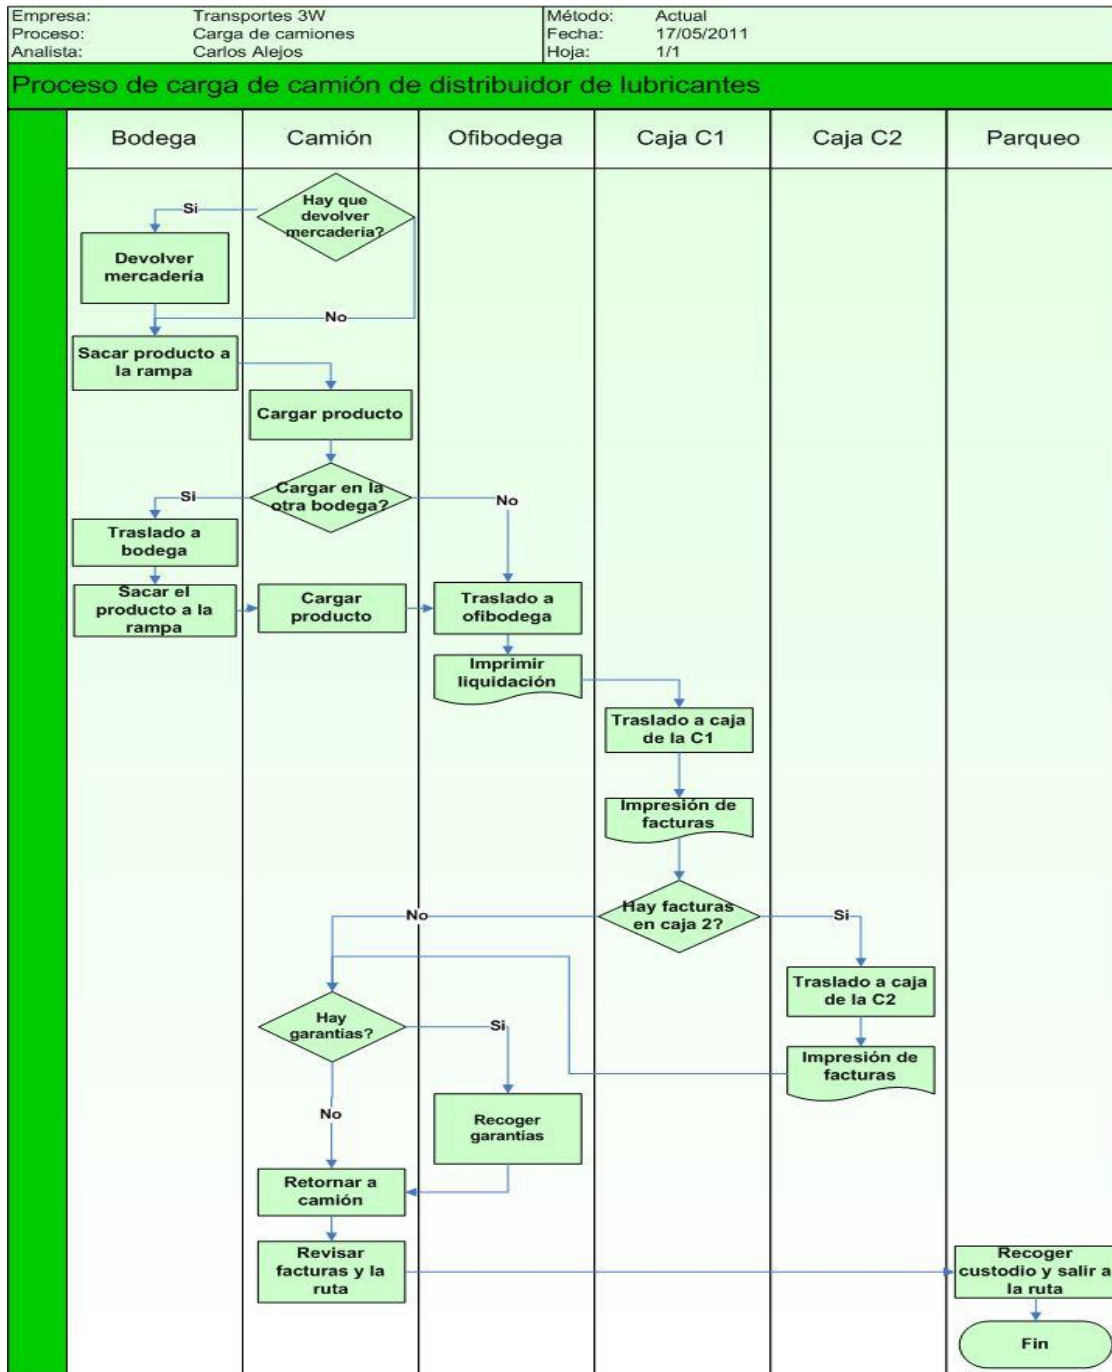 Empresa: Transportes 3W Método: Actual
Proceso: Carga de camiones Fecha: 17/05/2011
Analista: Carlos Alejos Hoja: 1/1
Proceso de carga de camión de distribuidor de lubricantes
Bodega Camión Ofibodega Caja C1 Caja C2 Parqueo
Hay que
devolver
mercadería?
Si
Devolver
mercadería
No
Sacar producto a
la rampa
Cargar producto
Cargar en la
otra bodega?
Si
No
Traslado a
bodega
Sacar el
producto a la
rampa
Cargar
producto
Traslado a
ofibodega
Imprimir
liquidación
Traslado a caja
de la C1
Impresión de
facturas
Hay facturas
en caja 2?
No
Si
Traslado a caja
de la C2
Impresión de
facturas
Hay
garantías?
Si
No
Recoger
garantías
Retornar a
camión
Revisar
facturas y la
ruta
Recoger
custodio y salir a
la ruta
Fin